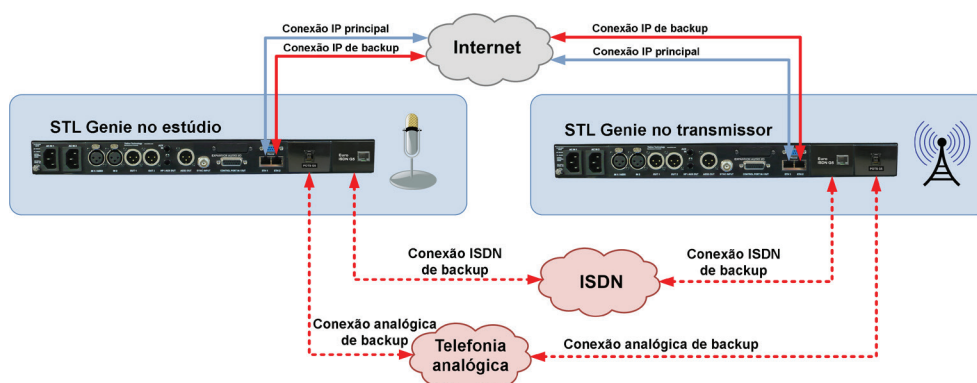 Conexão IP principal
Conexão IP de backup
Internet
Conexão IP de backup
Conexão IP principal
STL Genie no estúdio
STL Genie no transmissor
Conexão ISDN
de backup
ISDN
Conexão ISDN
de backup
Conexão analógica
de backup
Telefonia
analógica
Conexão analógica de backup